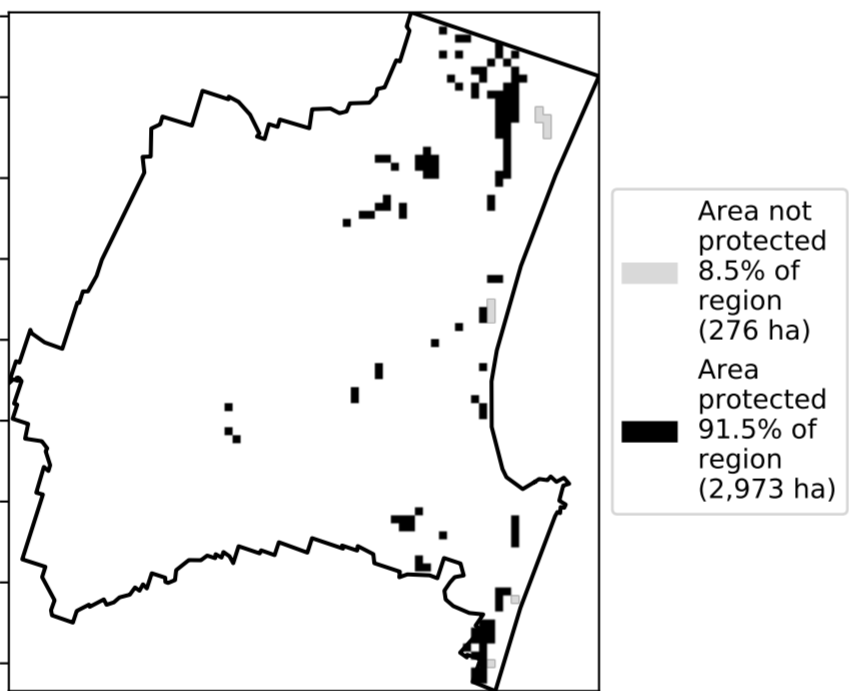 Area not
protected
8.5% of
region
(276 ha)
Area
protected
91.5% of
region
(2,973 ha)